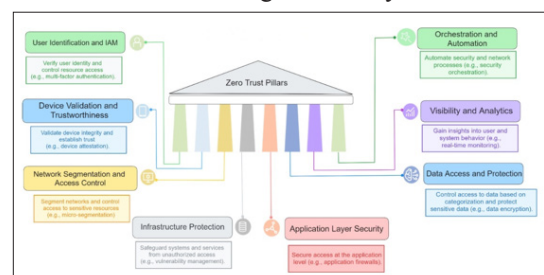 User Identification and IAM
Verify user identity and
control resource access
(e.g., multi-factor authentication).
Device Validation and
Trustworthiness
Validate device integrity and
establish trust
(e.g., device attestation).
Network Segmentation and
Access Control
Segment networks and control
access to sensitive resources
(e.g., micro-segmentation)
Infrastructure Protection
Safeguard systems and services
from unauthorized access
(e.g., vulnerability management).
Zero Trust Pillars
Application Layer Security
Secure access at the application
level (e.g., application firewalls).
Orchestration and
Automation
Automate security and network
processes (e.g., security
orchestration).
Visibility and Analytics
Gain insights into user and
system behavior (e.g.,
real-time monitoring).
Data Access and Protection
Control access to data based on
categorization and protect
sensitive data (e.g., data encryption).